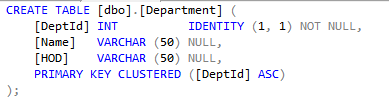 CREATE TABLE [dbo].[Department] (
    [DeptId] INT          IDENTITY (1, 1) NOT NULL,
    [Name]   VARCHAR (50) NULL,
    [HOD]    VARCHAR (50) NULL,
    PRIMARY KEY CLUSTERED ([DeptId] ASC)
);